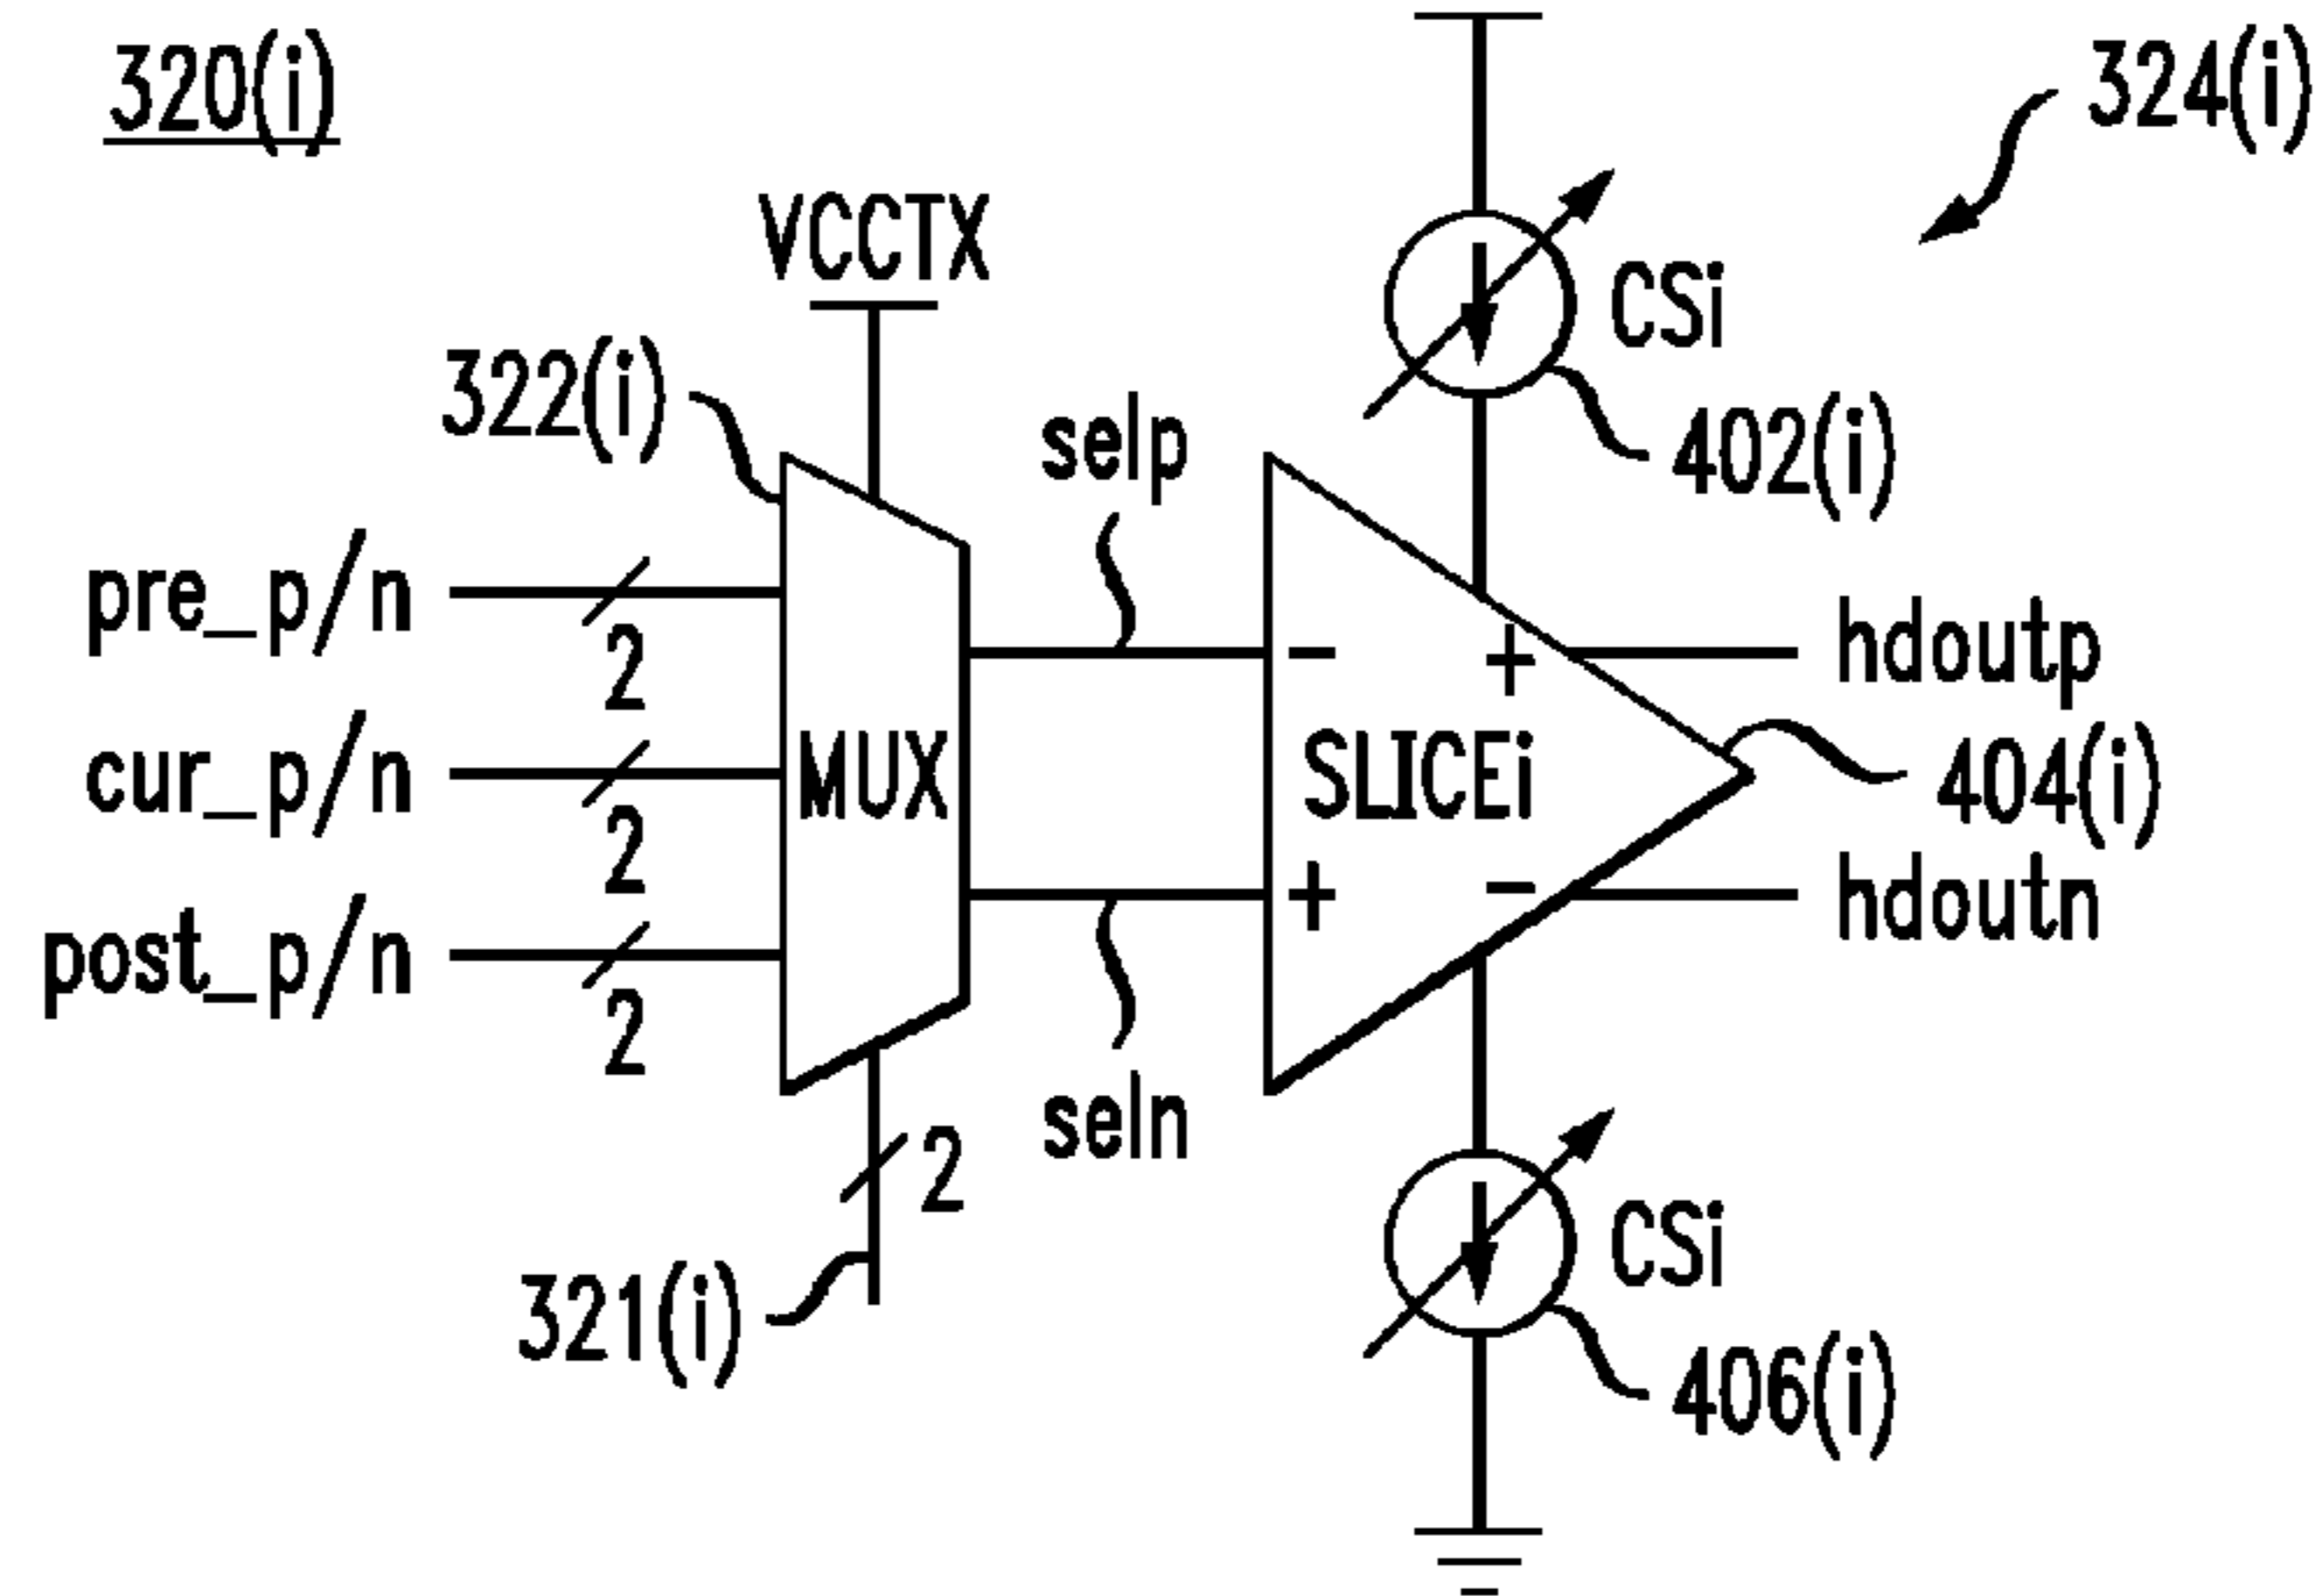 320(i)
324(i)
VCCTX
CSi
322(i)
selp
402(i)
pre_p/n
2
-
+
hdoutp
cur_p/n
2
MUX
SLICEi
404(i)
post_p/n
2
+
-
hdoutn
seln
2
CSi
321(i)
406(i)